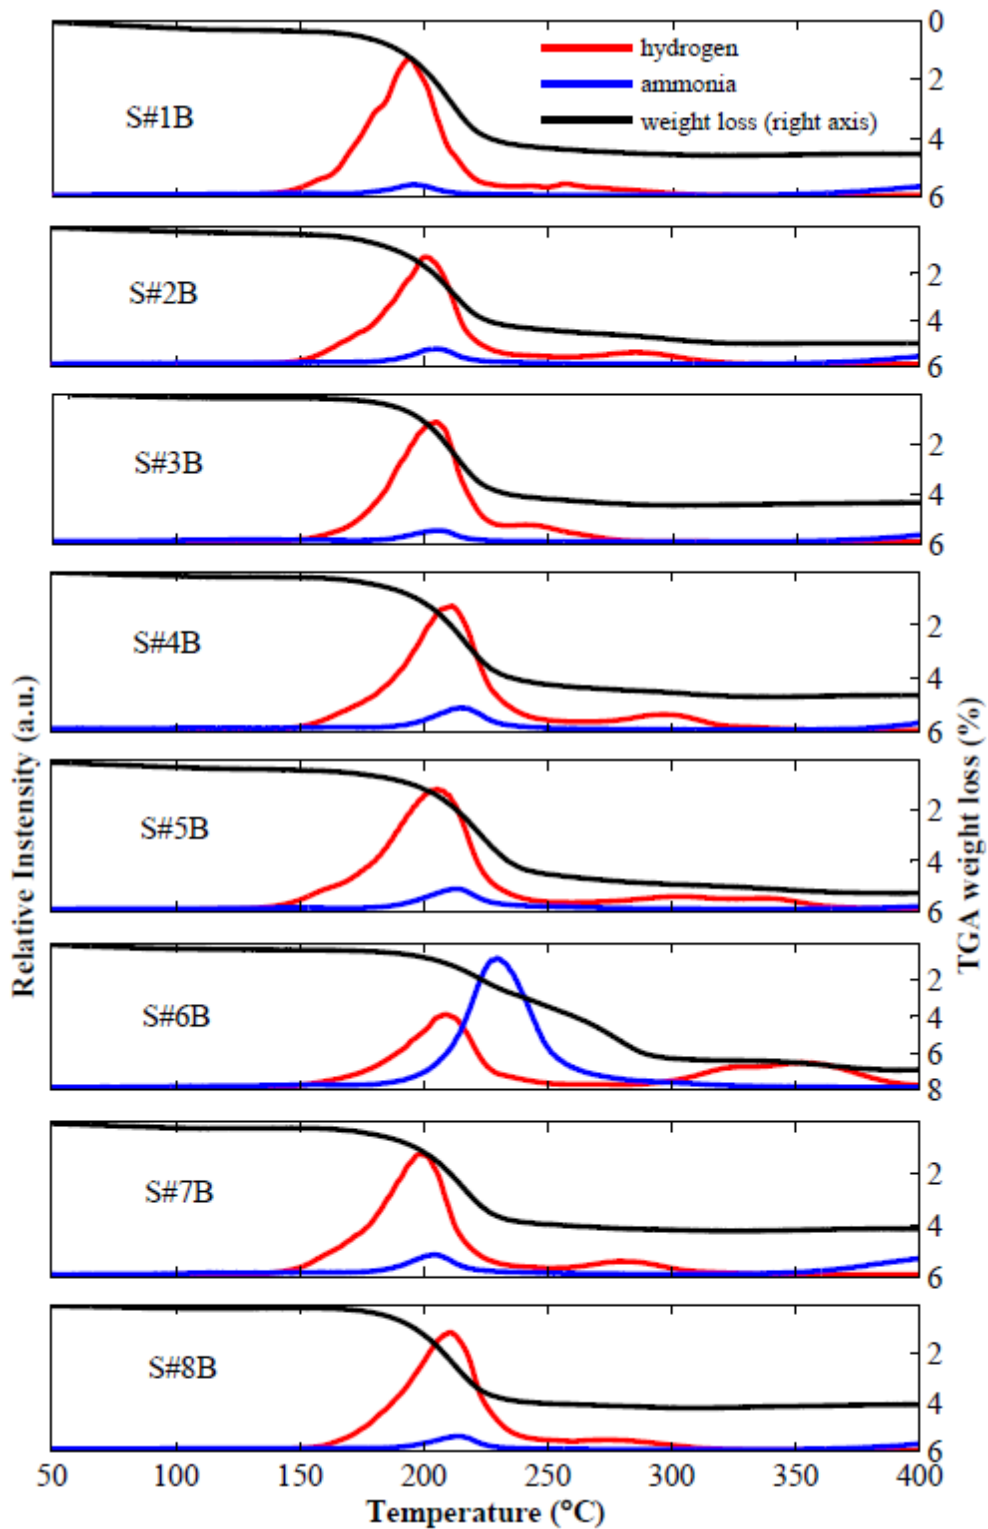 0
hydrogen
ammonia
weight loss (right axis)
2
S#1B
4
6
S#2B
2
4
6
S#3B
2
4
6
S#4B
2
4
6
S#5B
2
4
6
S#6B
2
4
6
8
S#7B
2
4
6
S#8B
2
4
6
50 100 150 200 250 300 350 400
Temperature (°C)
Relative Instensity (a.u.)
TGA weight loss (%)